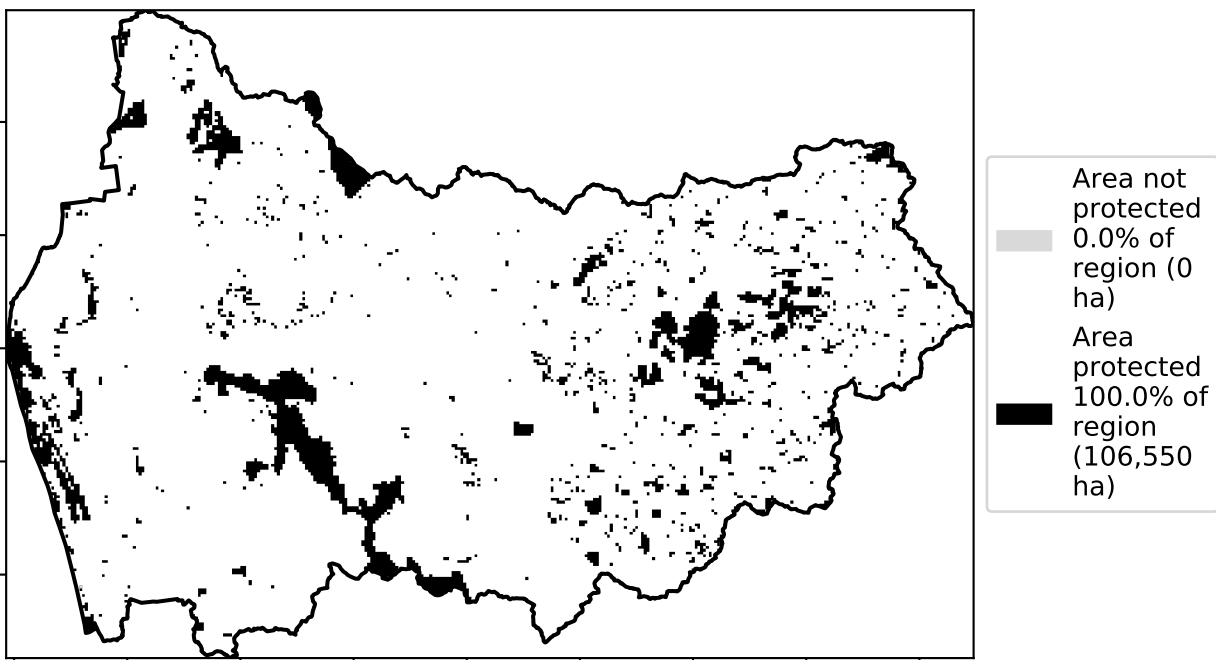 Area not
protected
0.0% of
region (0
ha)
Area
protected
100.0% of
region
(106,550
ha)